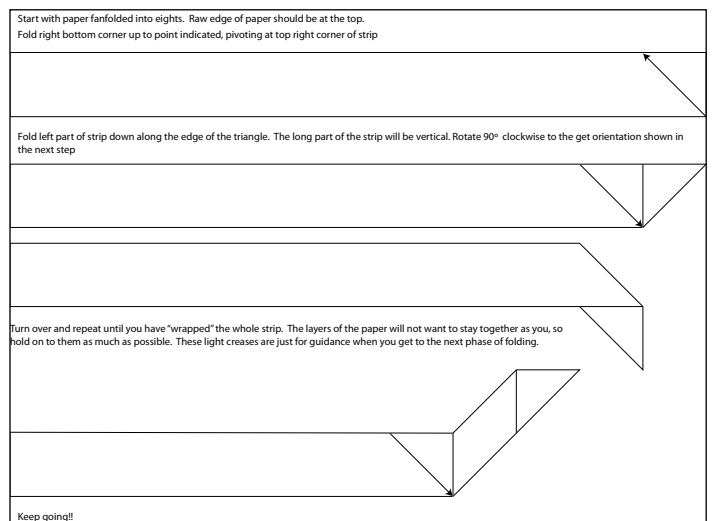 Start with paper fanfolded into eights. Raw edge of paper should be at the top.
Fold right bottom corner up to point indicated, pivoting at top right corner of strip
Fold left part of strip down along the edge of the triangle. The long part of the strip will be vertical. Rotate 90º clockwise to the get orientation shown in
the next step
Turn over and repeat until you have “wrapped” the whole strip. The layers of the paper will not want to stay together as you, so
hold on to them as much as possible. These light creases are just for guidance when you get to the next phase of folding.
Keep going!!